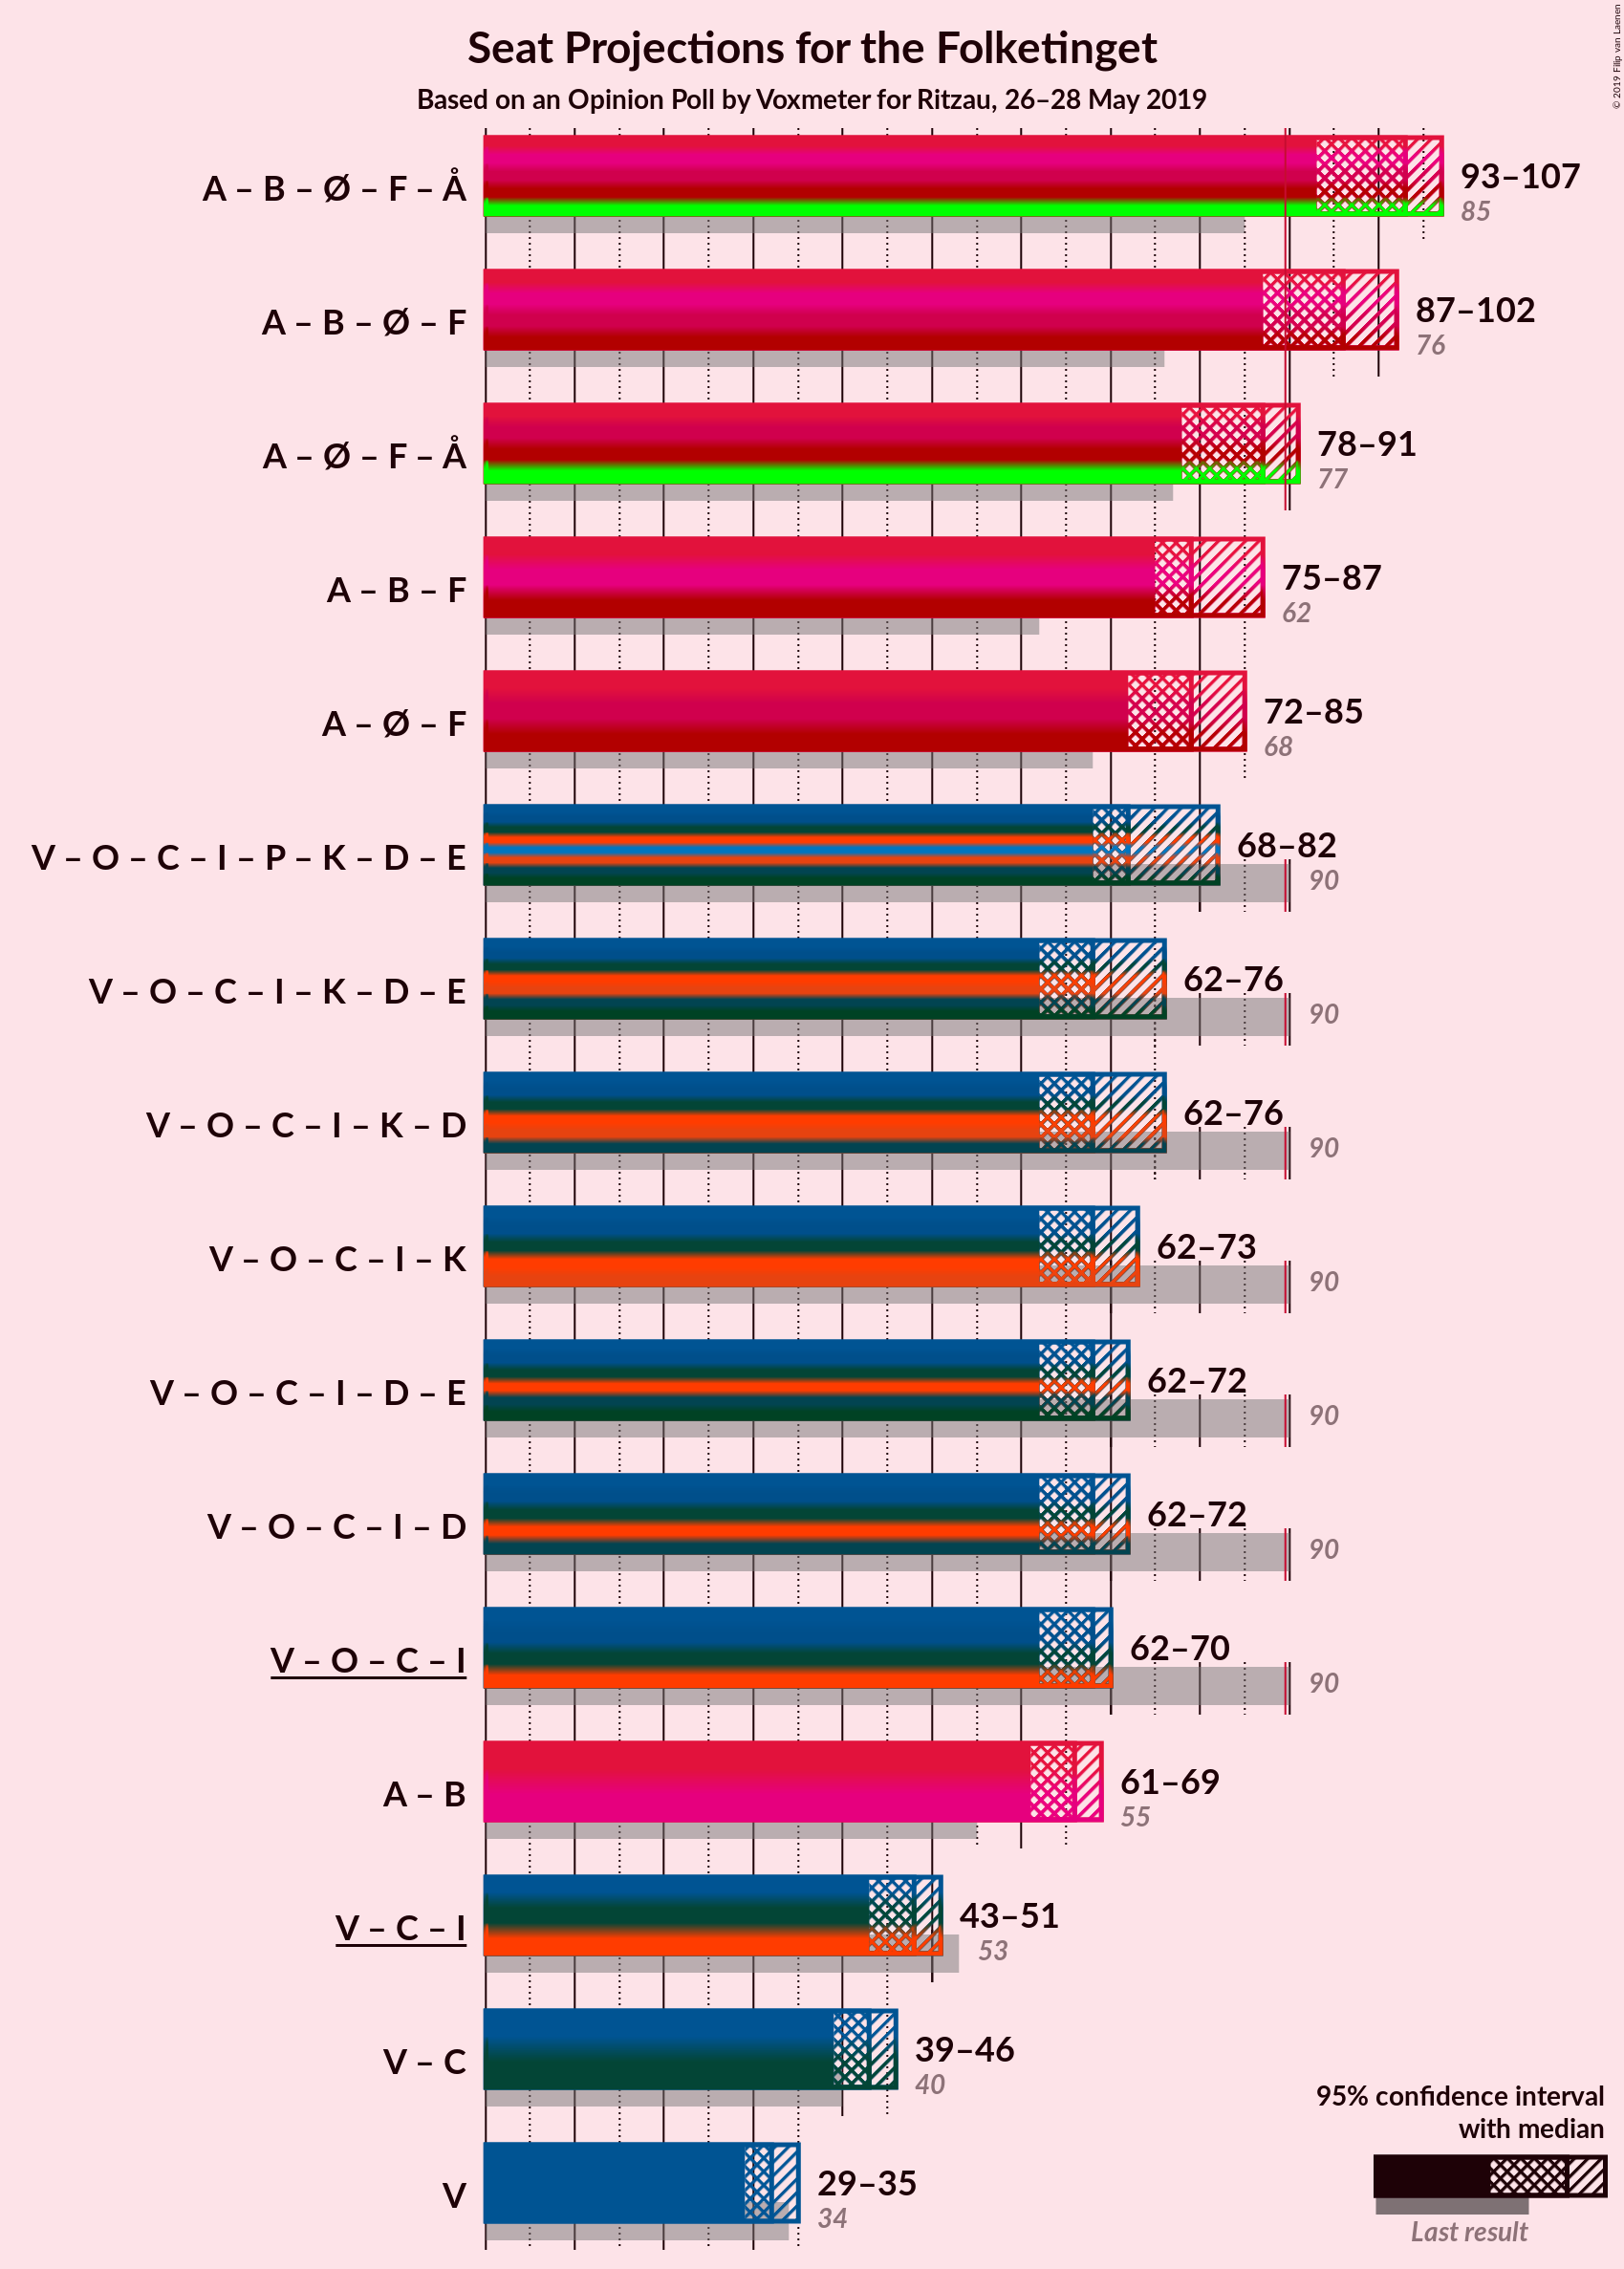 Seat Projections for the Folketinget
Based on an Opinion Poll by Voxmeter for Ritzau, 26–28 May 2019
© 2019 Filip van Laenen
A – B – Ø – F – Å
93–107
85
A – B – Ø – F
87–102
76
A – Ø – F – Å
78–91
77
A – B – F
75–87
62
A – Ø – F
72–85
68
V – O – C – I – P – K – D – E
68–82
90
V – O – C – I – K – D – E
62–76
90
V – O – C – I – K – D
62–76
90
V – O – C – I – K
62–73
90
V – O – C – I – D – E
62–72
90
V – O – C – I – D
62–72
90
V – O – C – I
62–70
90
A – B
61–69
55
V – C – I
43–51
53
V – C
39–46
40
V
29–35
34
95% confidence interval
with median
Last result